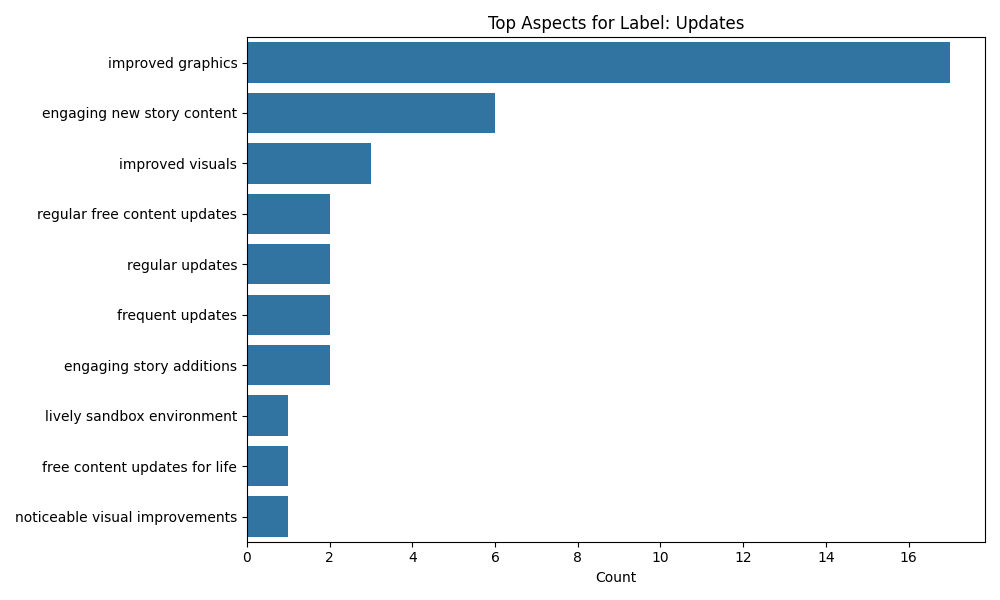 Top Aspects for Label: Updates
improved graphics
engaging new story content
improved visuals
regular free content updates
regular updates
frequent updates
engaging story additions
lively sandbox environment
free content updates for life
noticeable visual improvements
0 2 4 6 8 10 12 14 16
Count